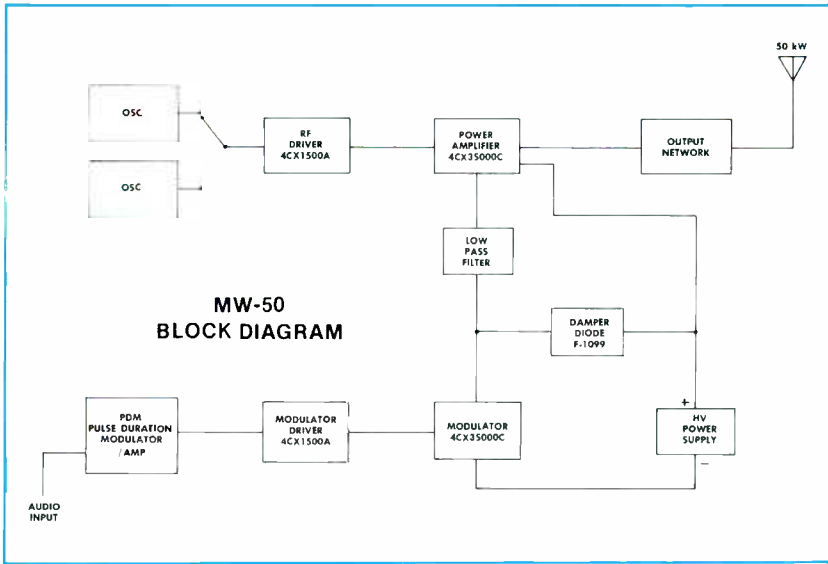 50 kW
OSC
RF
DRIVER
4CX1500A
POWER
AMPLIFIER
4CX35000C
OUTPUT
NETWORK
OSC
LOW
PASS
FILTER
MW-50
BLOCK DIAGRAM
DAMPER
DIODE
F-1099
PDM
PULSE DURATION
MODULATOR
/AMP
MODULATOR
DRIVER
4CX1500A
MODULATOR
4CX35000C
+
HV
POWER
SUPPLY
–
AUDIO
INPUT